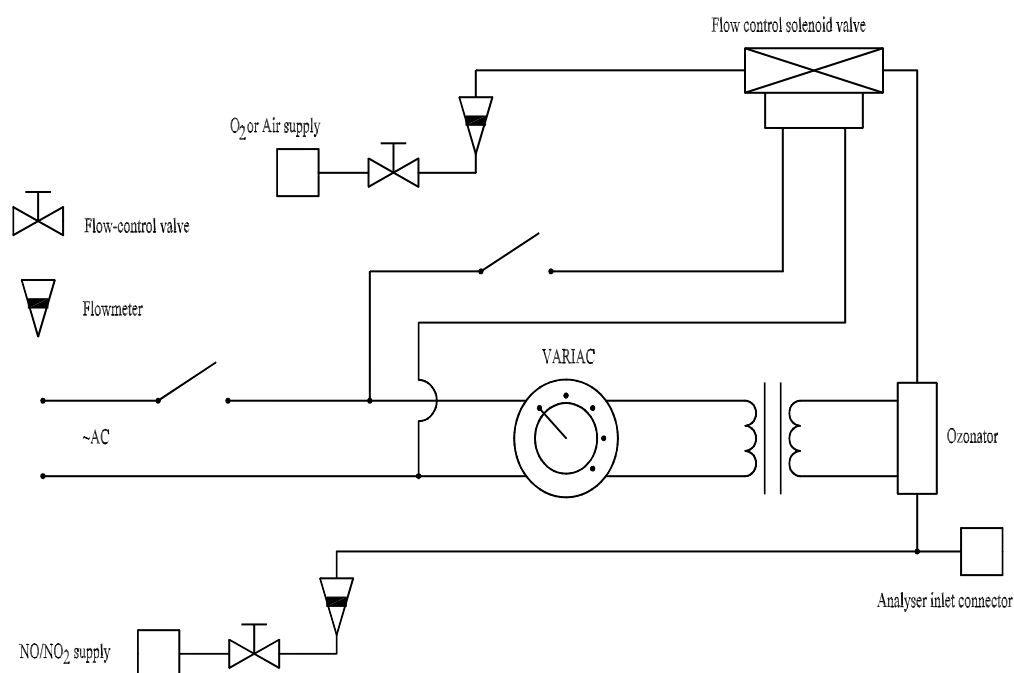 Flow control solenoid valve
O2 or Air supply
Flow-control valve
Flowmeter
VARIAC
~AC
Ozonator
Analyser inlet connector
NO/NO2 supply